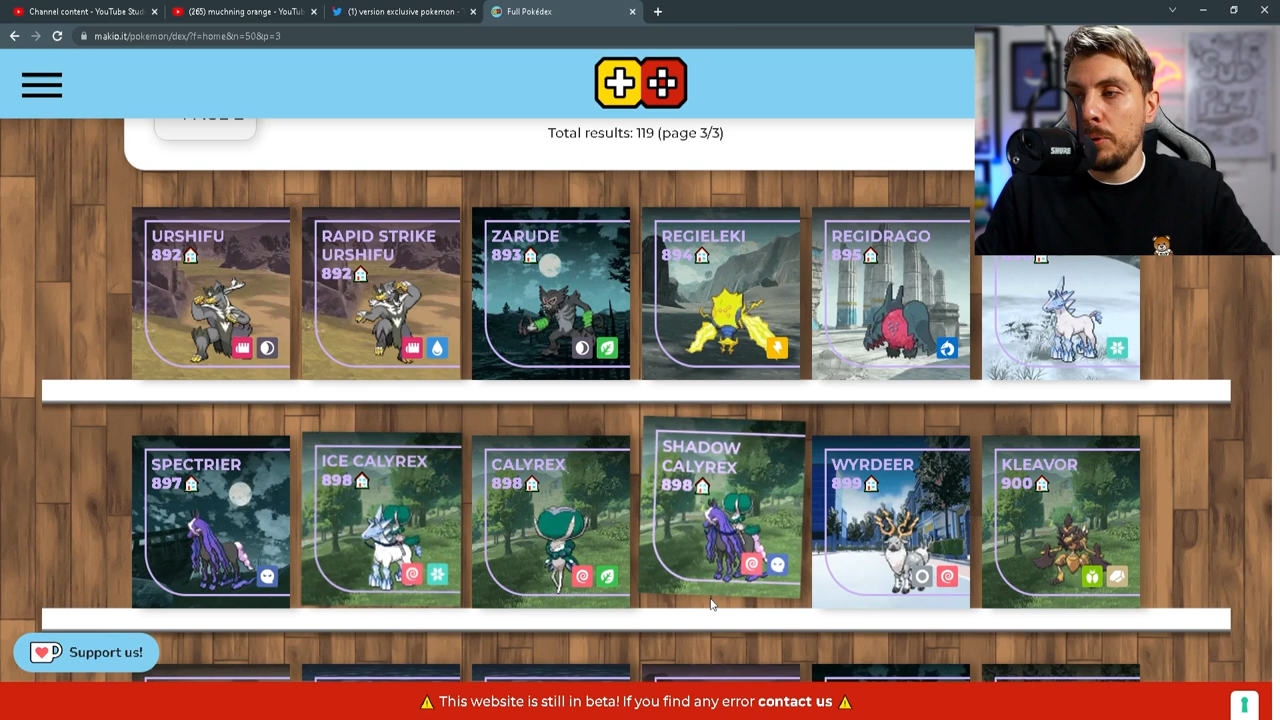 Channel content - YouTube Stud
(265) muchning orange - YouTub
(1) version exclusive pokemon -
Full Pokédex
makio.it/pokemon/dex/?f=home&n=50&p=3
Total results: 119 (page 3/3)
SHURE
URSHIFU
892
RAPID STRIKE
URSHIFU
892
ZARUDE
893
REGIELEKI
894
REGIDRAGO
895
SPECTRIER
897
ICE CALYREX
898
CALYREX
898
SHADOW
CALYREX
898
WYRDEER
899
KLEAVOR
900
Support us!
This website is still in beta! If you find any error contact us